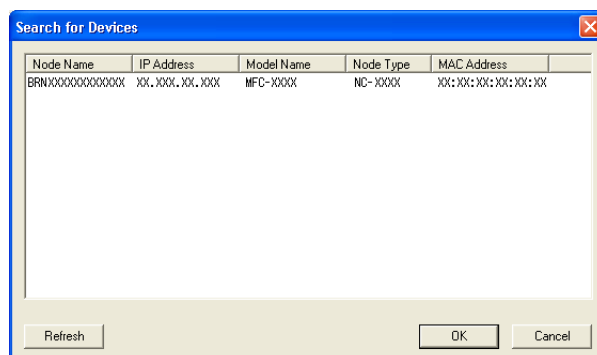 Search for Devices
Node Name IP Address Model Name Node Type MAC Address
BRNXXXXXXXXXXXX XX.XXX.XX.XXX MFC-XXXX NC-XXXX XX:XX:XX:XX:XX:XX
Refresh OK Cancel